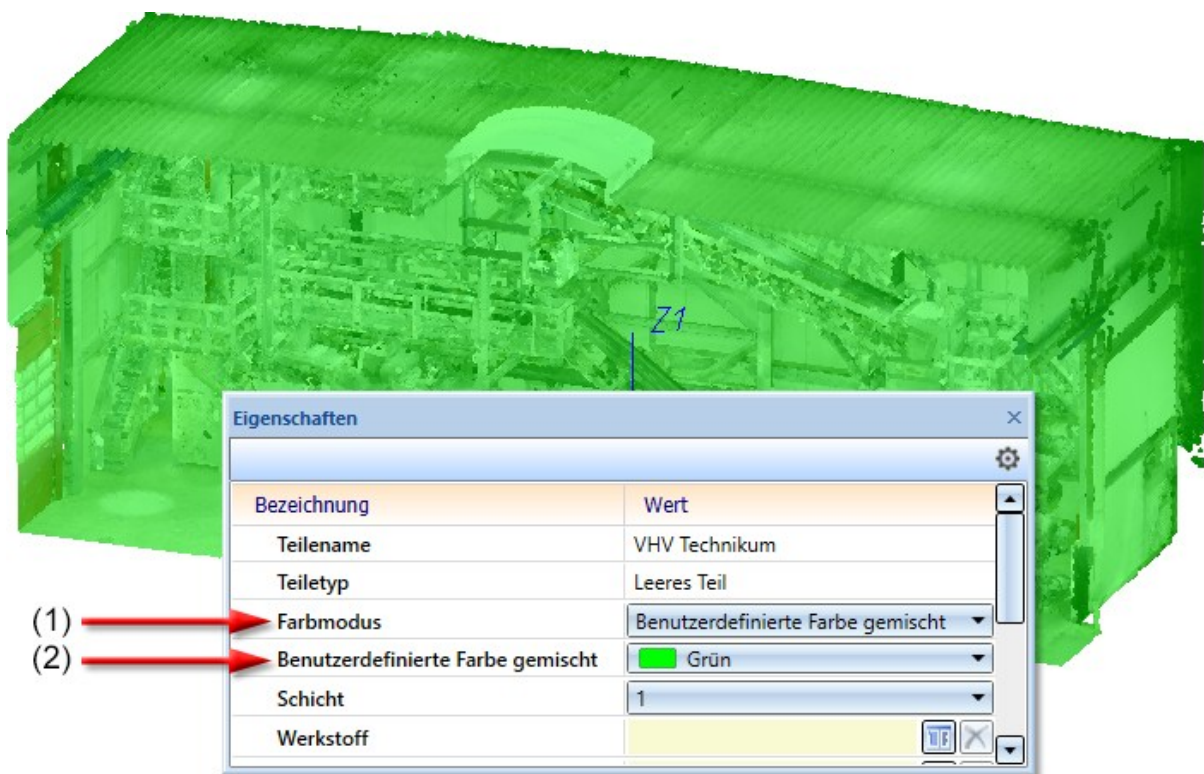 Z1
Eigenschaften
Bezeichnung Wert
Teilename VHV Technikum
Teiletyp Leeres Teil
(1) Farbmodus Benutzerdefinierte Farbe gemischt
(2) Benutzerdefinierte Farbe gemischt Grün
Schicht 1
Werkstoff